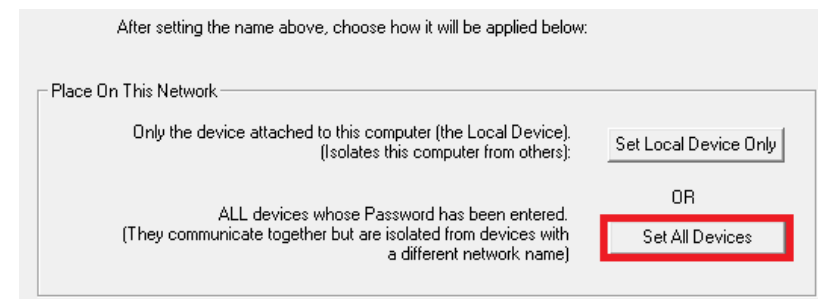 After setting the name above, choose how it will be applied below:
Place On This Network
Only the device attached to this computer (the Local Device).
(Isolates this computer from others):
Set Local Device Only
OR
ALL devices whose Password has been entered.
(They communicate together but are isolated from devices with
a different network name)
Set All Devices